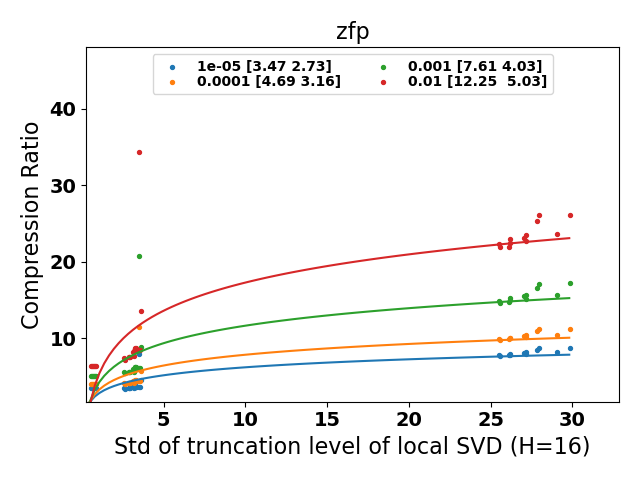 zfp
1e-05 [3.47 2.73]
0.0001 [4.69 3.16]
0.001 [7.61 4.03]
0.01 [12.25  5.03]
Compression Ratio
40
30
20
10
5
10
15
20
25
30
Std of truncation level of local SVD (H=16)